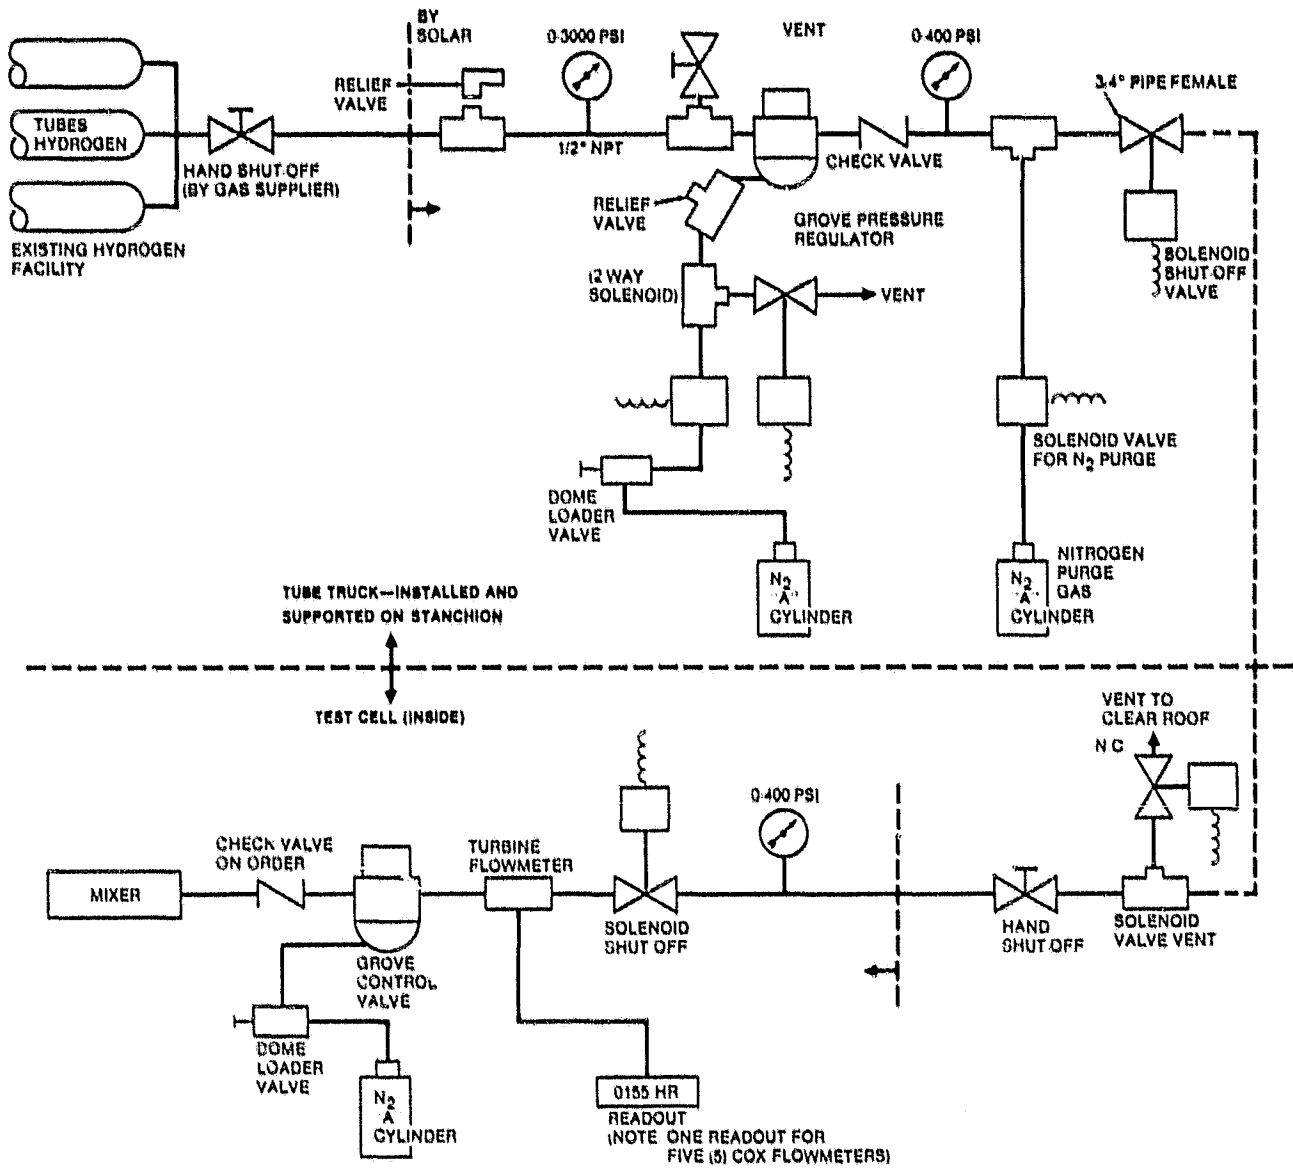 BY
SOLAR
0-3000 PSI
VENT
0-400 PSI
RELIEF
VALVE
3/4" PIPE FEMALE
TUBES
HYDROGEN
1/2" NPT
CHECK VALVE
HAND SHUT-OFF
(BY GAS SUPPLIER)
RELIEF
VALVE
GROVE PRESSURE
REGULATOR
EXISTING HYDROGEN
FACILITY
SOLENOID
SHUT-OFF
VALVE
(2 WAY
SOLENOID)
VENT
SOLENOID VALVE
FOR N2 PURGE
DOME
LOADER
VALVE
N2
"A"
CYLINDER
N2
"A"
CYLINDER
NITROGEN
PURGE
GAS
TUBE TRUCK—INSTALLED AND
SUPPORTED ON STANCHION
TEST CELL (INSIDE)
VENT TO
CLEAR ROOF
N C
0-400 PSI
CHECK VALVE
ON ORDER
TURBINE
FLOWMETER
MIXER
SOLENOID
SHUT OFF
HAND
SHUT-OFF
SOLENOID
VALVE VENT
GROVE
CONTROL
VALVE
DOME
LOADER
VALVE
N2
A
CYLINDER
0155 HR
READOUT
(NOTE ONE READOUT FOR
FIVE (5) COX FLOWMETERS)